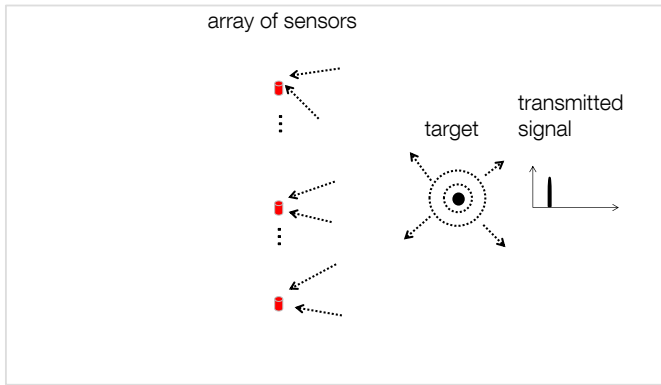 array of sensors
transmitted
target
signal